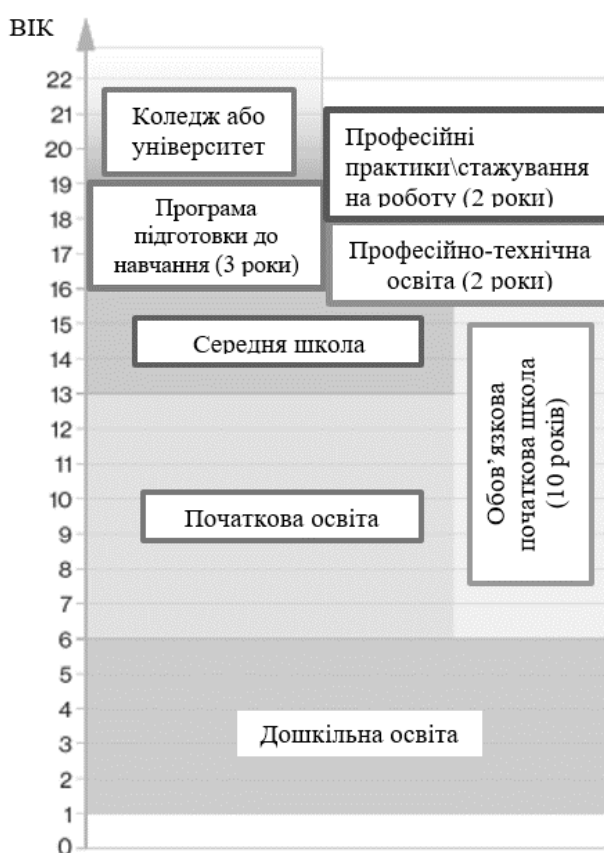 ВІК
22
21
20
19
18
17
16
15
14
13
12
11
10
9
8
7
6
5
4
3
2
1
0
Коледж або
університет
Професійні
практики\стажування
на роботу (2 роки)
Програма
підготовки до
навчання (3 роки)
Професійно-технічна
освіта (2 роки)
Середня школа
Обов’язкова
початкова школа
(10 років)
Початкова освіта
Дошкільна освіта